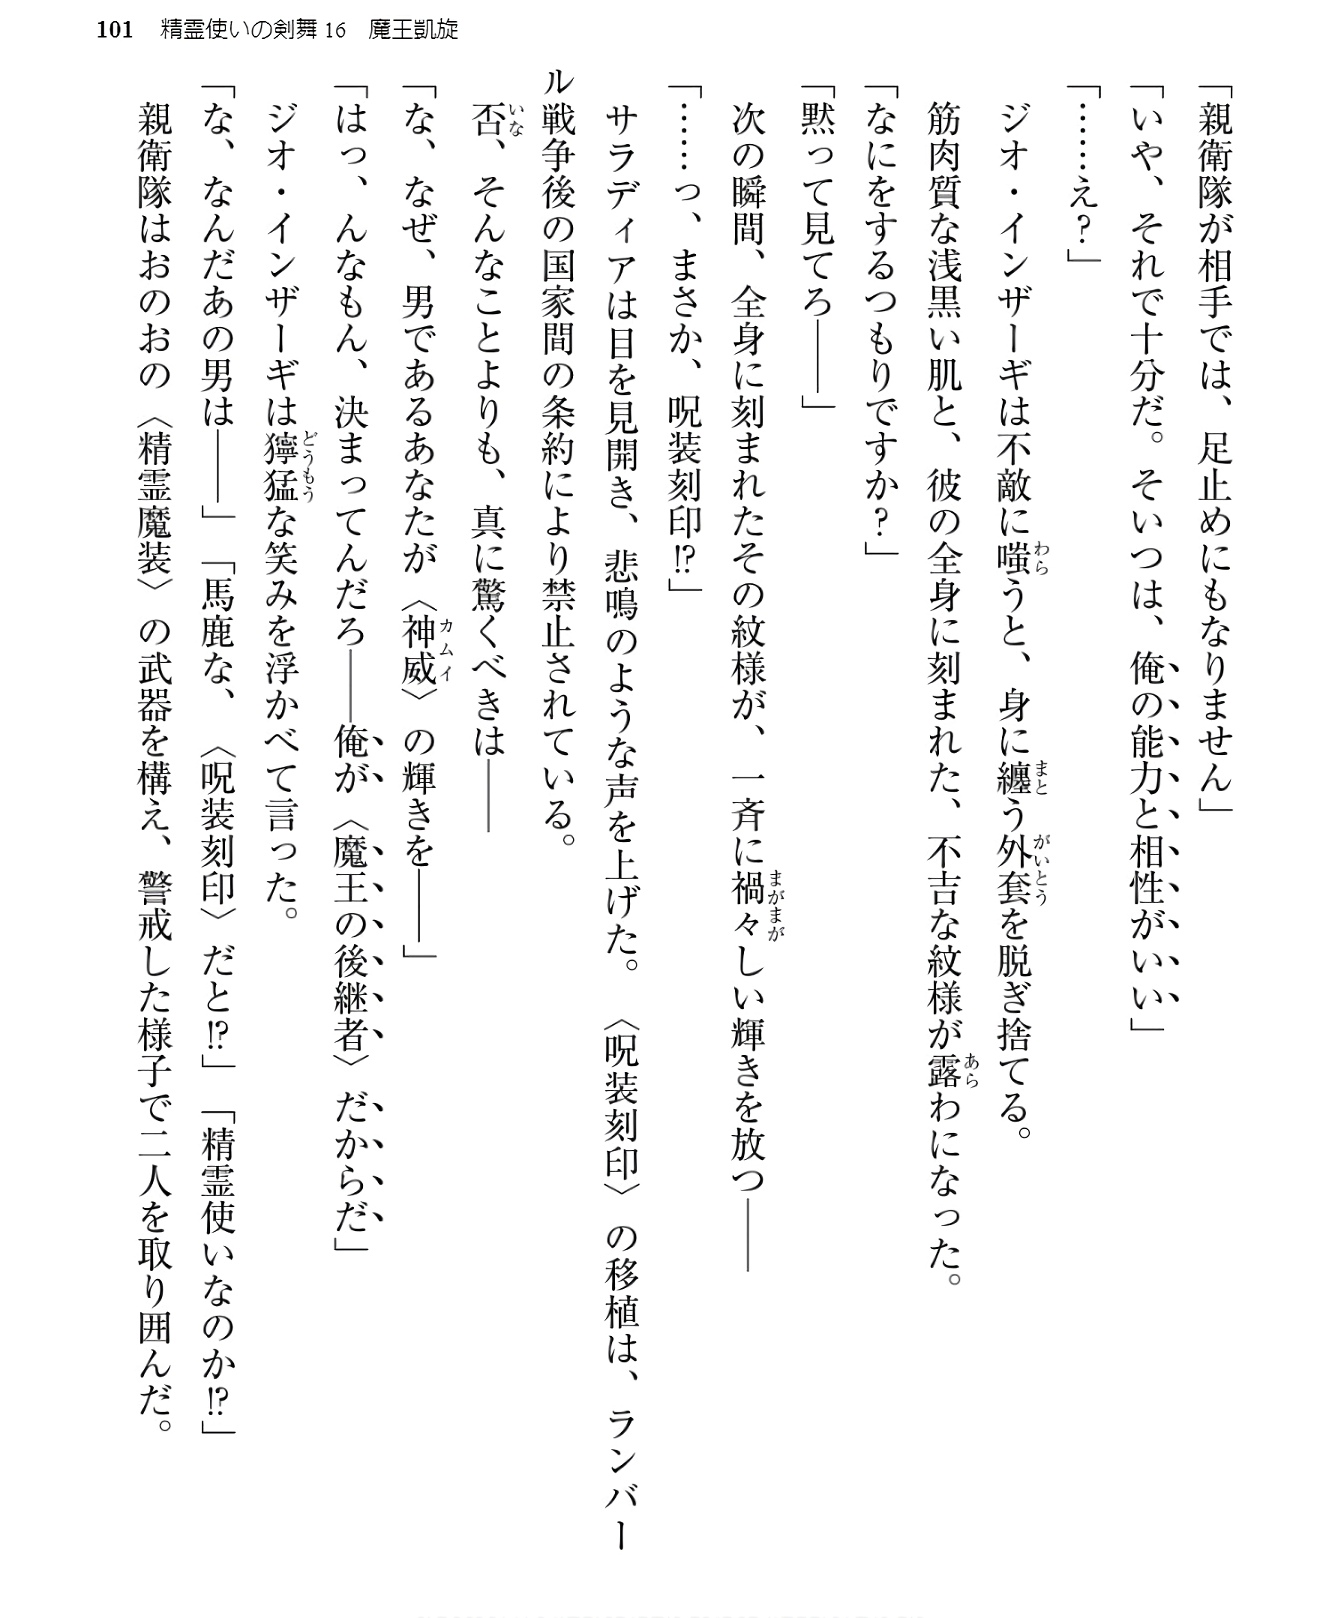 101　精霊使いの剣舞16　魔王凱旋
「親衛隊が相手では、足止めにもなりません」
「いや、それで十分だ。そいつは、俺の能力と相性がいい」
「……え？」
ジオ・インザーギは不敵に嗤うと、身に纏う外套を脱ぎ捨てる。
筋肉質な浅黒い肌と、彼の全身に刻まれた、不吉な紋様が露わになった。
「なにをするつもりですか？」
「黙って見てろ――」
次の瞬間、全身に刻まれたその紋様が、一斉に禍々しい輝きを放つ――
「……っ、まさか、呪装刻印!?」
サラディアは目を見開き、悲鳴のような声を上げた。〈呪装刻印〉の移植は、ランバー
ル戦争後の国家間の条約により禁止されている。
否、そんなことよりも、真に驚くべきは――
「な、なぜ、男であるあなたが〈神威〉の輝きを――」
「はっ、んなもん、決まってんだろ――俺が〈魔王の後継者〉だからだ」
ジオ・インザーギは獰猛な笑みを浮かべて言った。
「な、なんだあの男は――」「馬鹿な、〈呪装刻印〉だと!?」「精霊使いなのか!?」
親衛隊はおのおの〈精霊魔装〉の武器を構え、警戒した様子で二人を取り囲んだ。